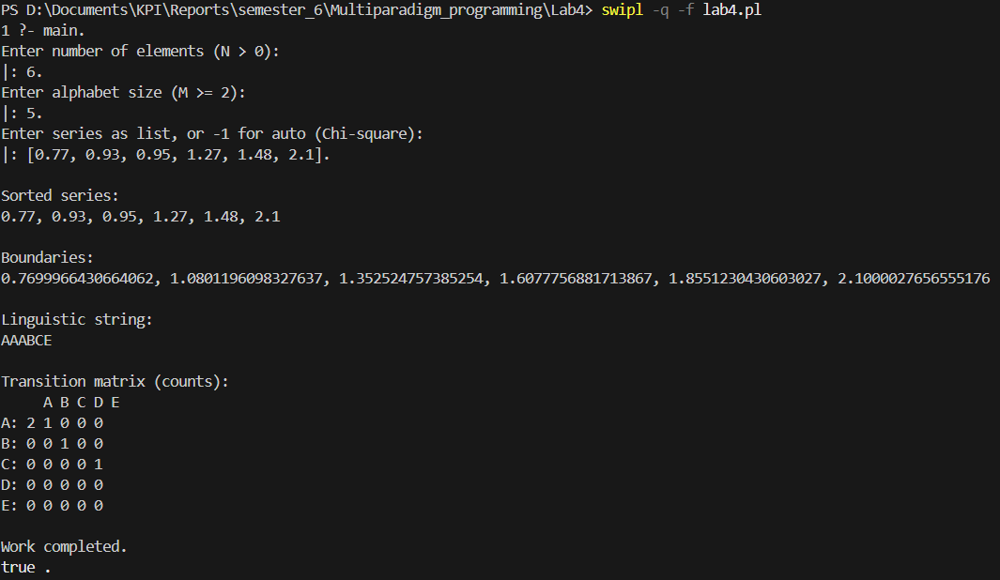 PS D:\Documents\KPI\Reports\semester_6\Multiparadigm_programming\Lab4> swipl -q -f lab4.pl
1 ?- main.
Enter number of elements (N > 0):
|: 6.
Enter alphabet size (M >= 2):
|: 5.
Enter series as list, or -1 for auto (Chi-square):
|: [0.77, 0.93, 0.95, 1.27, 1.48, 2.1].
Sorted series:
0.77, 0.93, 0.95, 1.27, 1.48, 2.1
Boundaries:
0.7699966430664062, 1.0801196098327637, 1.352524757385254, 1.6077756881713867, 1.8551230430603027, 2.1000027656555176
Linguistic string:
AAABCE
Transition matrix (counts):
A B C D E
A: 2 1 0 0 0
B: 0 0 1 0 0
C: 0 0 0 0 1
D: 0 0 0 0 0
E: 0 0 0 0 0
Work completed.
true .